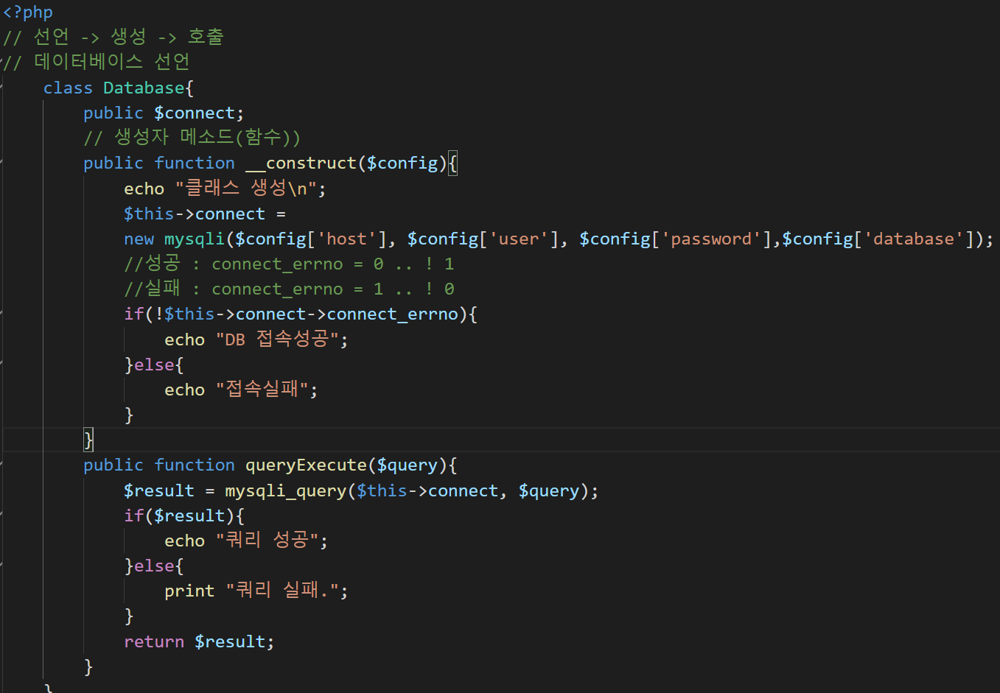 <?php
// 선언 -> 생성 -> 호출
// 데이터베이스 선언
class Database{
public $connect;
// 생성자 메소드(함수))
public function __construct($config){
echo "클래스 생성\n";
$this->connect =
new mysqli($config['host'], $config['user'], $config['password'],$config['database']);
//성공 : connect_errno = 0 .. ! 1
//실패 : connect_errno = 1 .. ! 0
if(!$this->connect->connect_errno){
echo "DB 접속성공";
}else{
echo "접속실패";
}
}
public function queryExecute($query){
$result = mysqli_query($this->connect, $query);
if($result){
echo "쿼리 성공";
}else{
print "쿼리 실패.";
}
return $result;
}
}